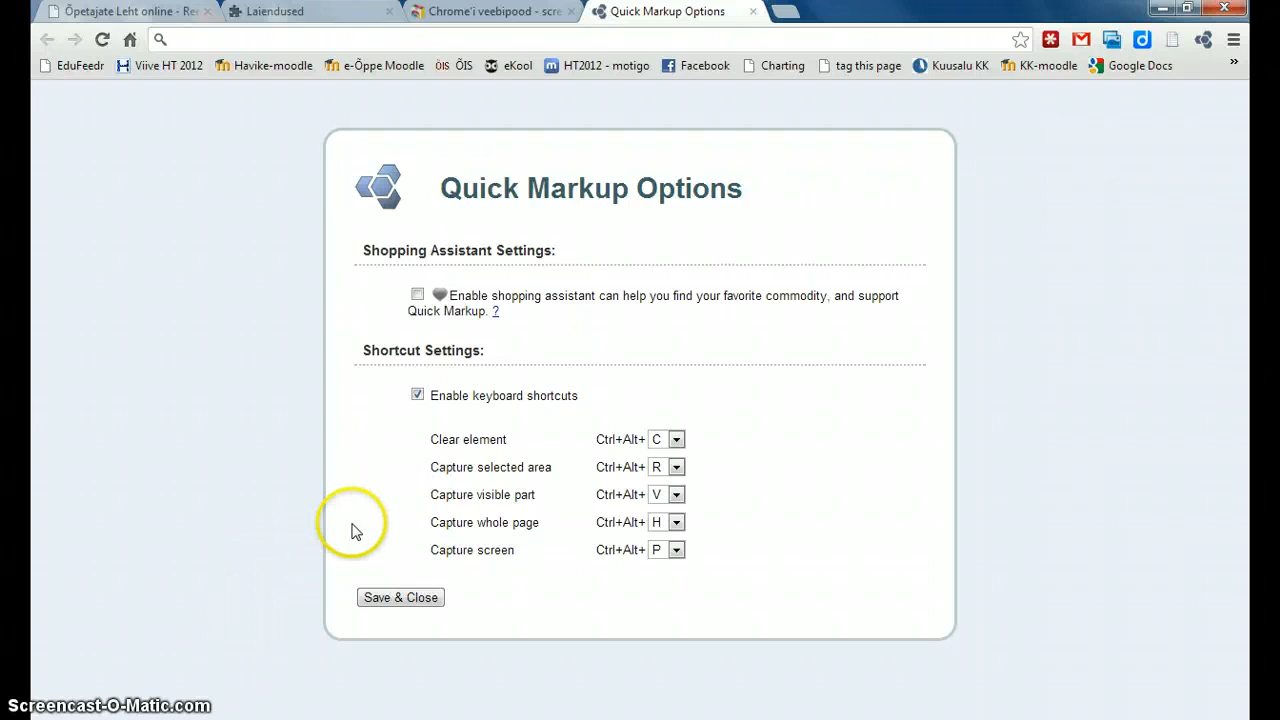 Õpetajate Leht online - Re
Laiendused
Chrome'i veebipood - scre
Quick Markup Options
EduFeedr
Viive HT 2012
Havike-moodle
e-Õppe Moodle
ÕIS ÕIS
eKool
HT2012 - motigo
Facebook
Charting
tag this page
Kuusalu KK
KK-moodle
Google Docs
Quick Markup Options
Shopping Assistant Settings:
Enable shopping assistant can help you find your favorite commodity, and support
Quick Markup. ?
Shortcut Settings:
Enable keyboard shortcuts
Clear element Ctrl+Alt+ C
Capture selected area Ctrl+Alt+ R
Capture visible part Ctrl+Alt+ V
Capture whole page Ctrl+Alt+ H
Capture screen Ctrl+Alt+ P
Save & Close
Screencast-O-Matic.com